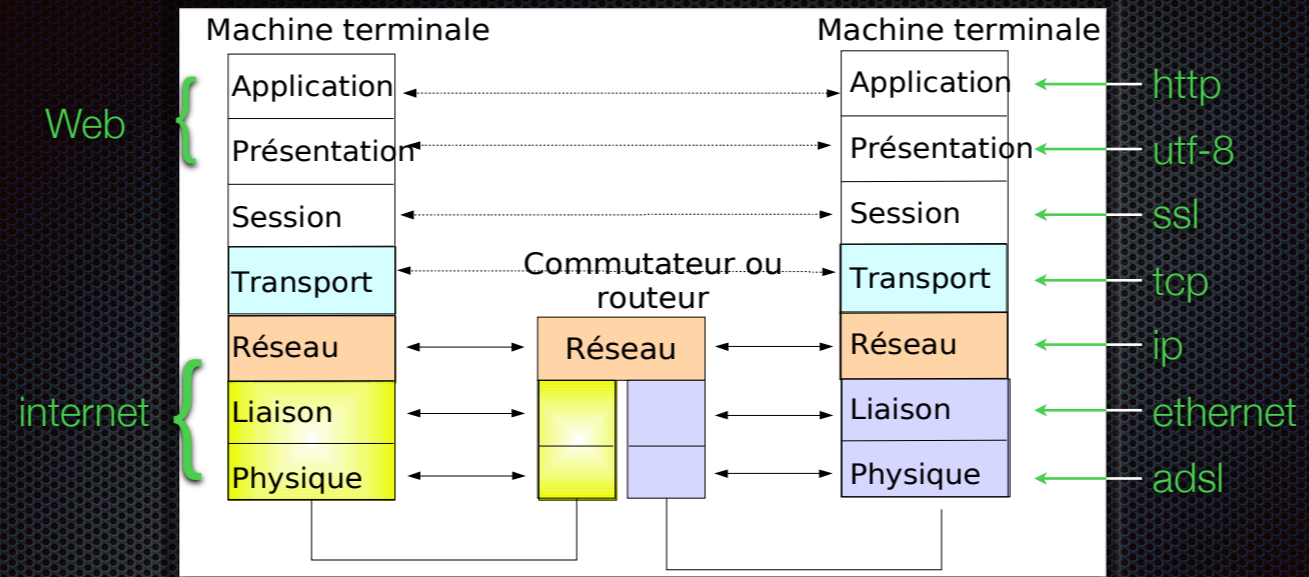 Machine terminale
Machine terminale
Web
Application
Présentation
Session
Transport
Réseau
internet
Liaison
Physique
Commutateur ou
routeur
Réseau
Application
Présentation
Session
Transport
Réseau
Liaison
Physique
http
utf-8
ssl
tcp
ip
ethernet
adsl